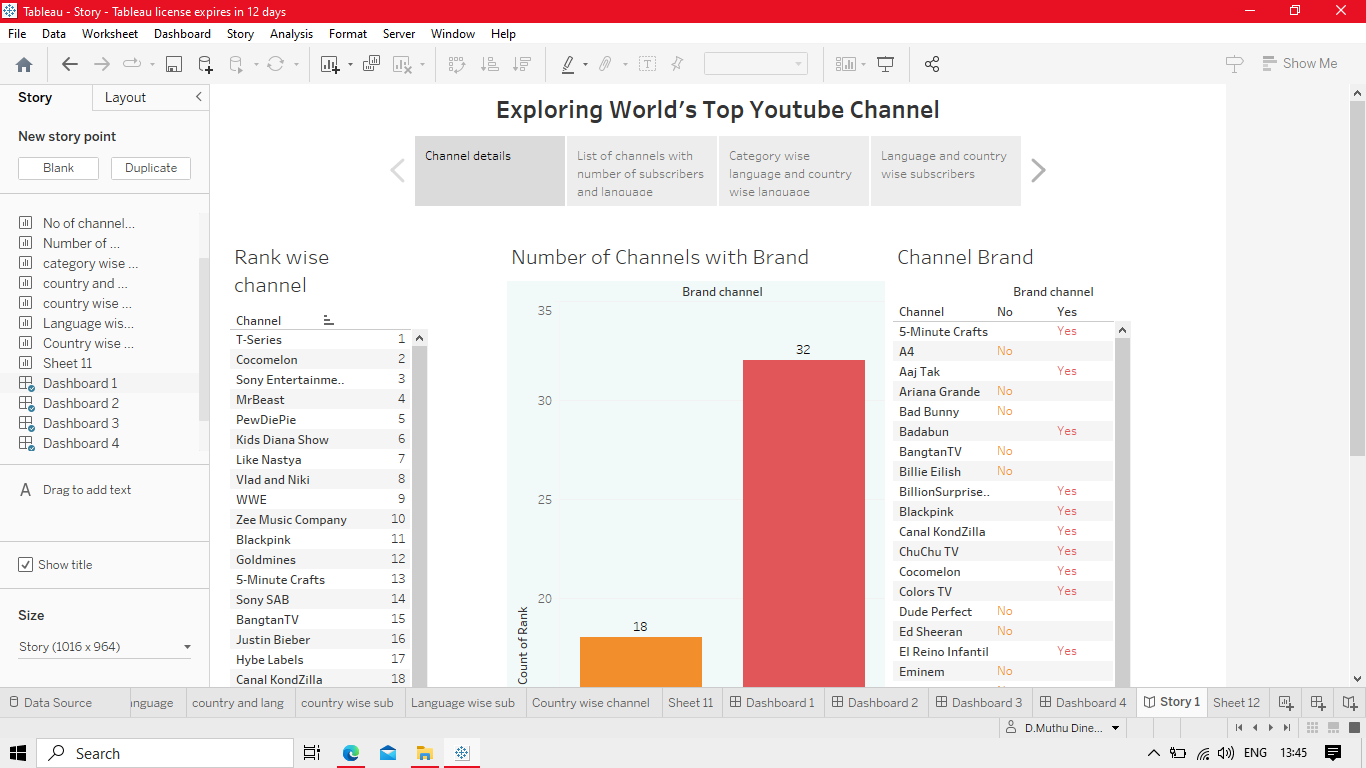 Tableau - Story - Tableau license expires in 12 days
File Data Worksheet Dashboard Story Analysis Format Server Window Help
Show Me
Story Layout
New story point
Blank Duplicate
No of channel...
Number of ...
category wise ...
country and ...
country wise ...
Language wis...
Country wise ...
Sheet 11
Dashboard 1
Dashboard 2
Dashboard 3
Dashboard 4
A Drag to add text
Show title
Size
Story (1016 x 964)
Exploring World's Top Youtube Channel
Channel details
List of channels with
number of subscribers
and language
Category wise
language and country
wise language
Language and country
wise subscribers
Rank wise
channel
Channel
T-Series 1
Cocomelon 2
Sony Entertainme.. 3
MrBeast 4
PewDiePie 5
Kids Diana Show 6
Like Nastya 7
Vlad and Niki 8
WWE 9
Zee Music Company 10
Blackpink 11
Goldmines 12
5-Minute Crafts 13
Sony SAB 14
BangtanTV 15
Justin Bieber 16
Hybe Labels 17
Canal KondZilla 18
Number of Channels with Brand
Brand channel
35
30
25
20
Count of Rank
18
32
Channel Brand
Brand channel
Channel No Yes
5-Minute Crafts Yes
A4 No
Aaj Tak Yes
Ariana Grande No
Bad Bunny No
Badabun Yes
BangtanTV No
Billie Eilish No
BillionSurprise.. Yes
Blackpink Yes
Canal KondZilla Yes
ChuChu TV Yes
Cocomelon Yes
Colors TV Yes
Dude Perfect No
Ed Sheeran No
El Reino Infantil Yes
Eminem No
Data Source nguage country and lang country wise sub Language wise sub Country wise channel Sheet 11 Dashboard 1 Dashboard 2 Dashboard 3 Dashboard 4 Story 1 Sheet 12
D.Muthu Dine...
Search ENG 13:45